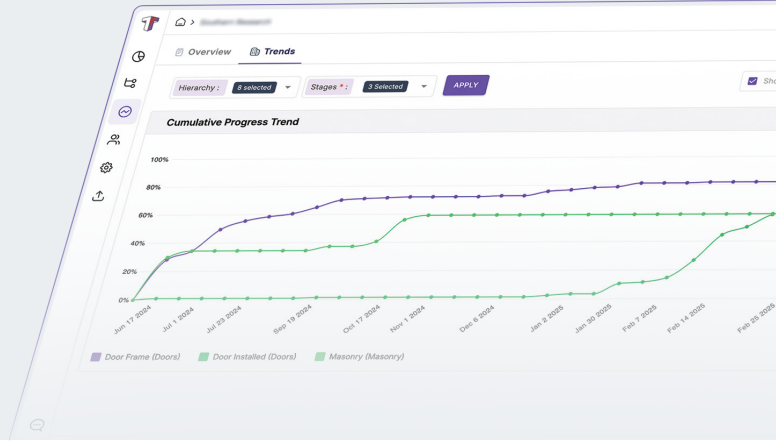 Overview Trends
Hierarchy : 8 selected Stages * : 3 Selected APPLY
Cumulative Progress Trend
100%
80%
60%
40%
20%
0%
Jun 17 2024 Jul 1 2024 Jul 23 2024 Sep 19 2024 Oct 17 2024 Nov 1 2024 Dec 6 2024 Jan 2 2025 Jan 30 2025 Feb 7 2025 Feb 14 2025 Feb 25 2025
Door Frame (Doors) Door Installed (Doors) Masonry (Masonry)